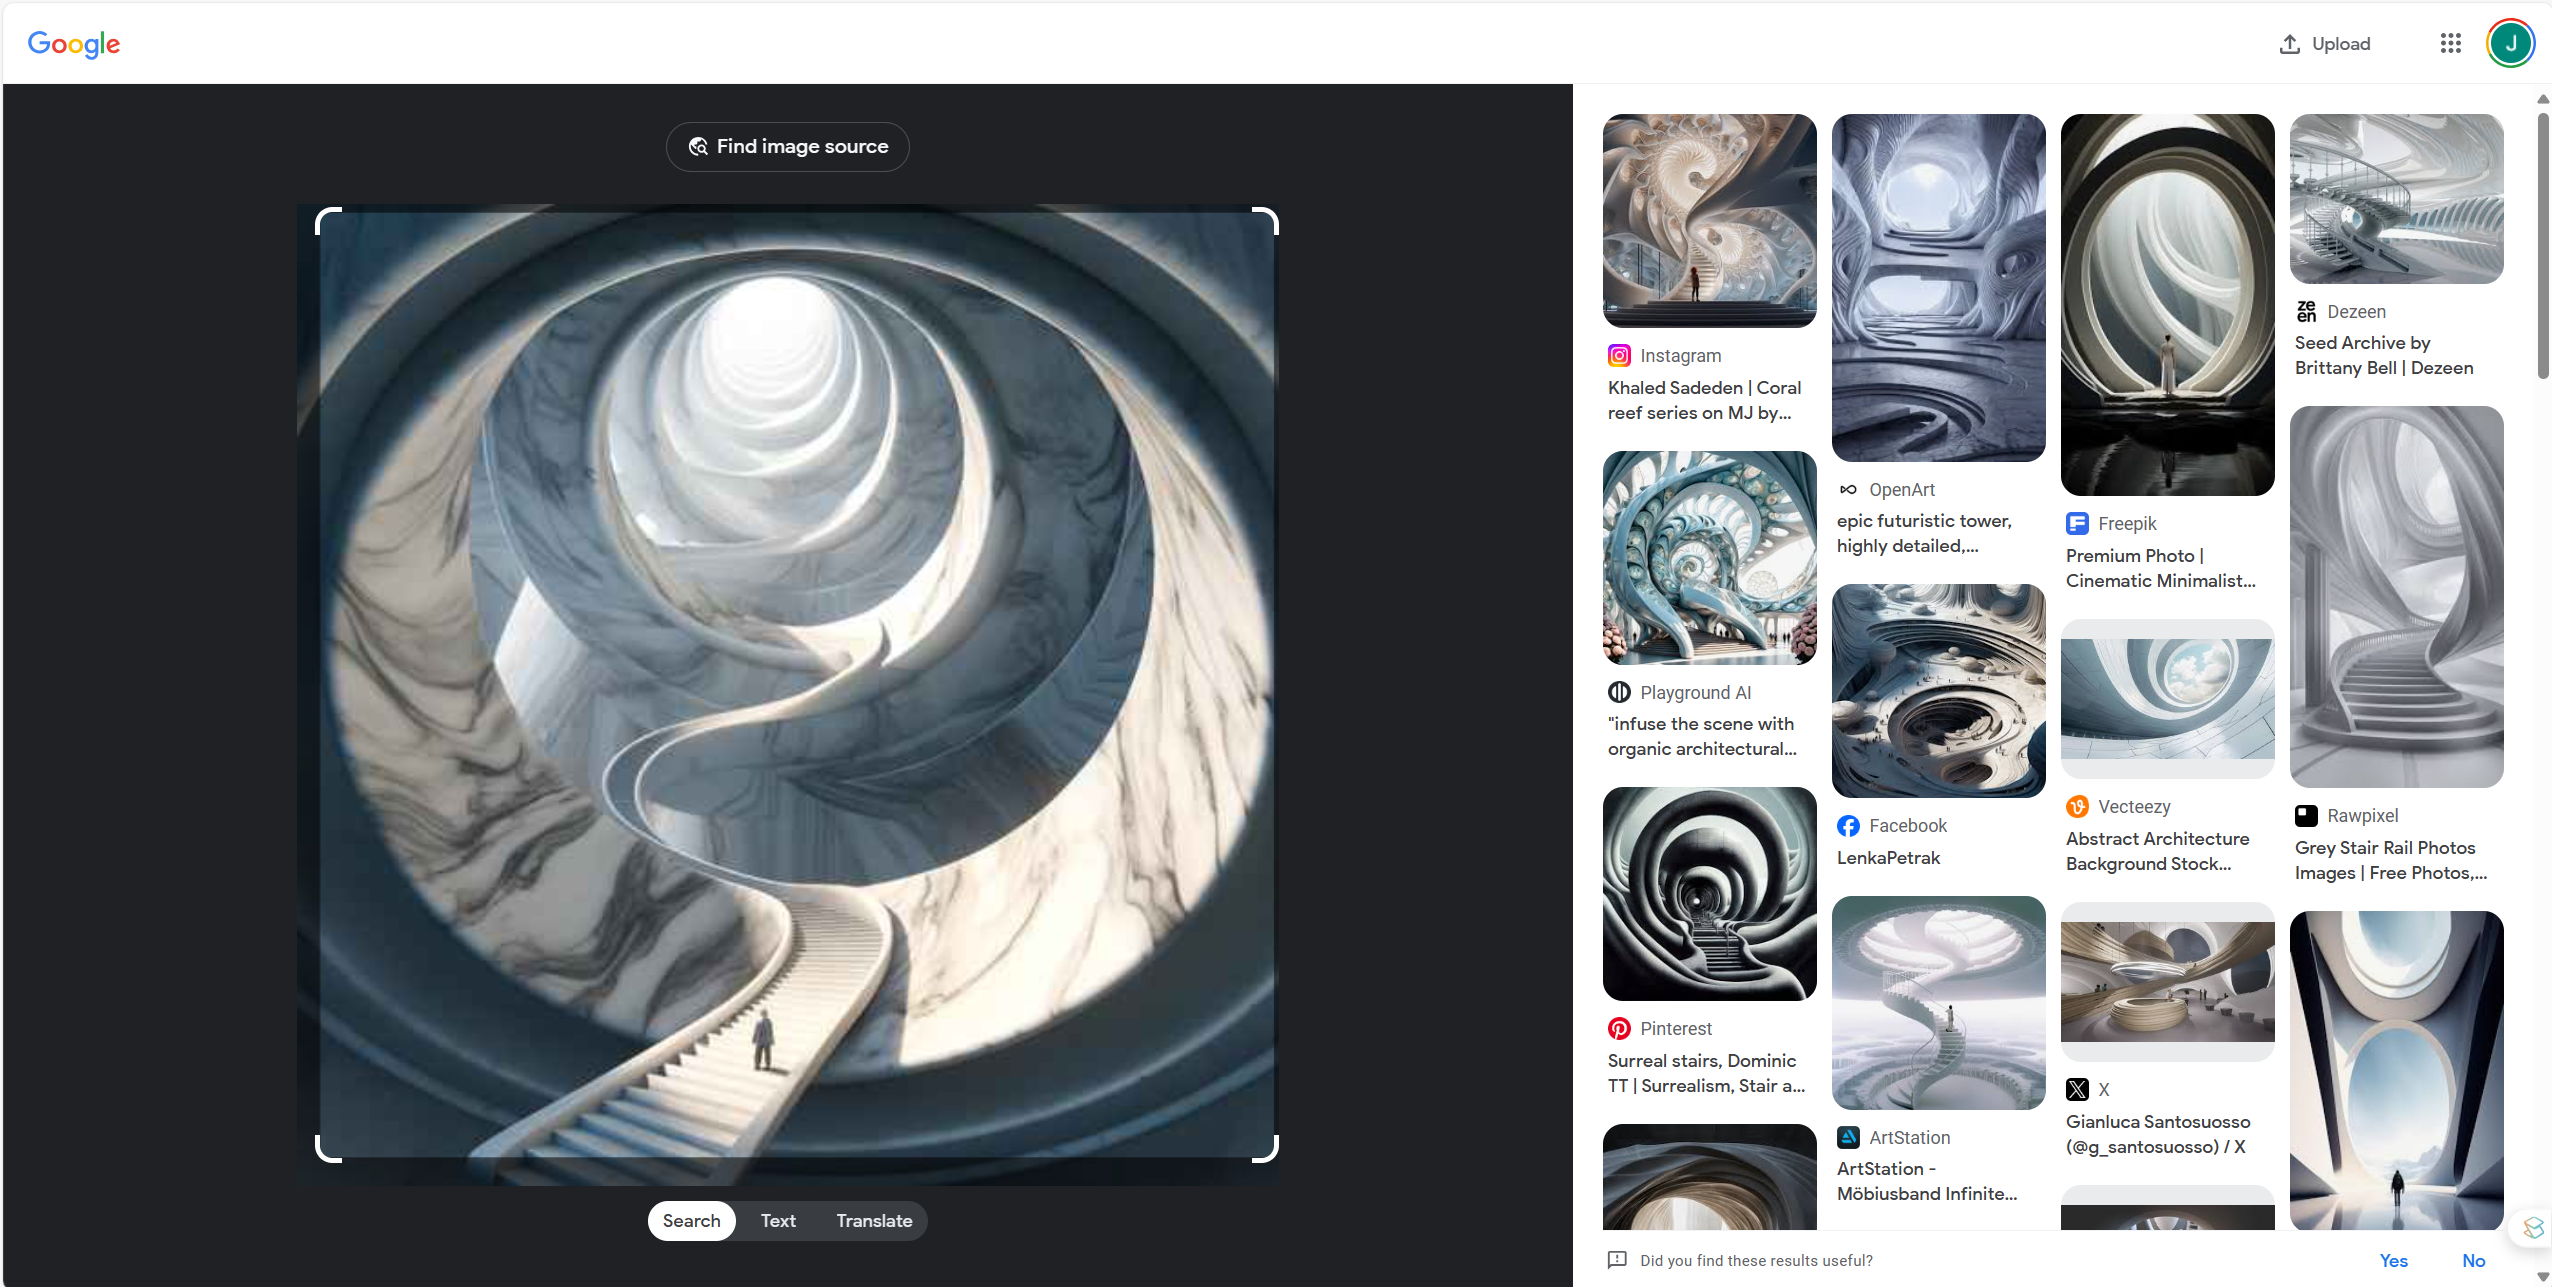 Google
Upload
J
Find image source
Search
Text
Translate
Instagram
Khaled Sadeden | Coral
reef series on MJ by...
Playground AI
"infuse the scene with
organic architectural...
Pinterest
Surreal stairs, Dominic
TT | Surrealism, Stair a...
OpenArt
epic futuristic tower,
highly detailed,...
Facebook
LenkaPetrak
ArtStation
ArtStation -
Möbiusband Infinite...
Freepik
Premium Photo |
Cinematic Minimalist...
Vecteezy
Abstract Architecture
Background Stock...
X
Gianluca Santosuosso
(@g_santosuosso) / X
ze
en
Dezeen
Seed Archive by
Brittany Bell | Dezeen
Rawpixel
Grey Stair Rail Photos
Images | Free Photos,...
Did you find these results useful?
Yes
No